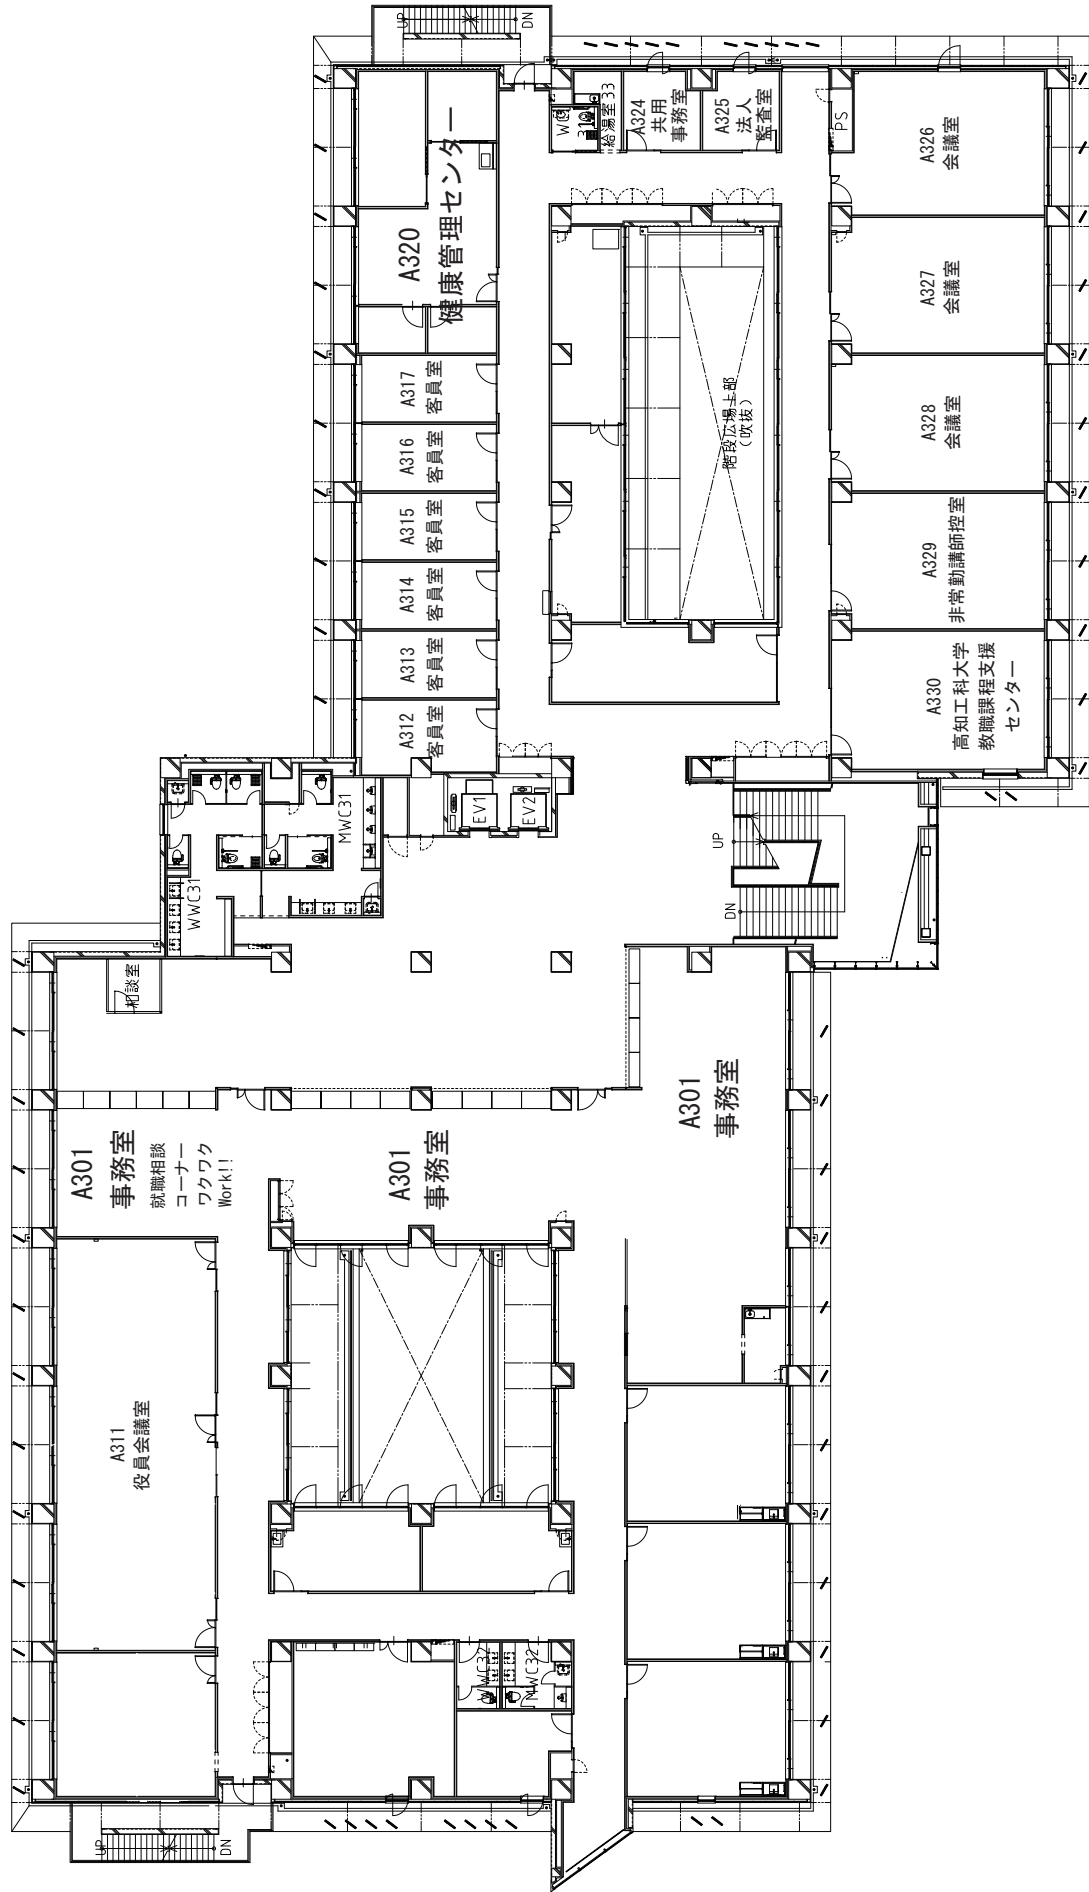 UP
DN
A320
健康管理センター
WC
310
給湯室 33
A324
共用
事務室
A325
法人
監査室
PS
A326
会議室
A327
会議室
A328
会議室
A329
非常勤講師控室
A330
高知工科大学
教職課程支援
センター
A317
客員室
A316
客員室
A315
客員室
A314
客員室
A313
客員室
A312
客員室
階段広場上部
（吹抜）
EV1
EV2
MWC31
WWC31
UP
DN
相談室
A301
事務室
就職相談
コーナー
ワクワク
Work!!
A301
事務室
A301
事務室
A311
役員会議室
WWC32
MWC32
UP
DN